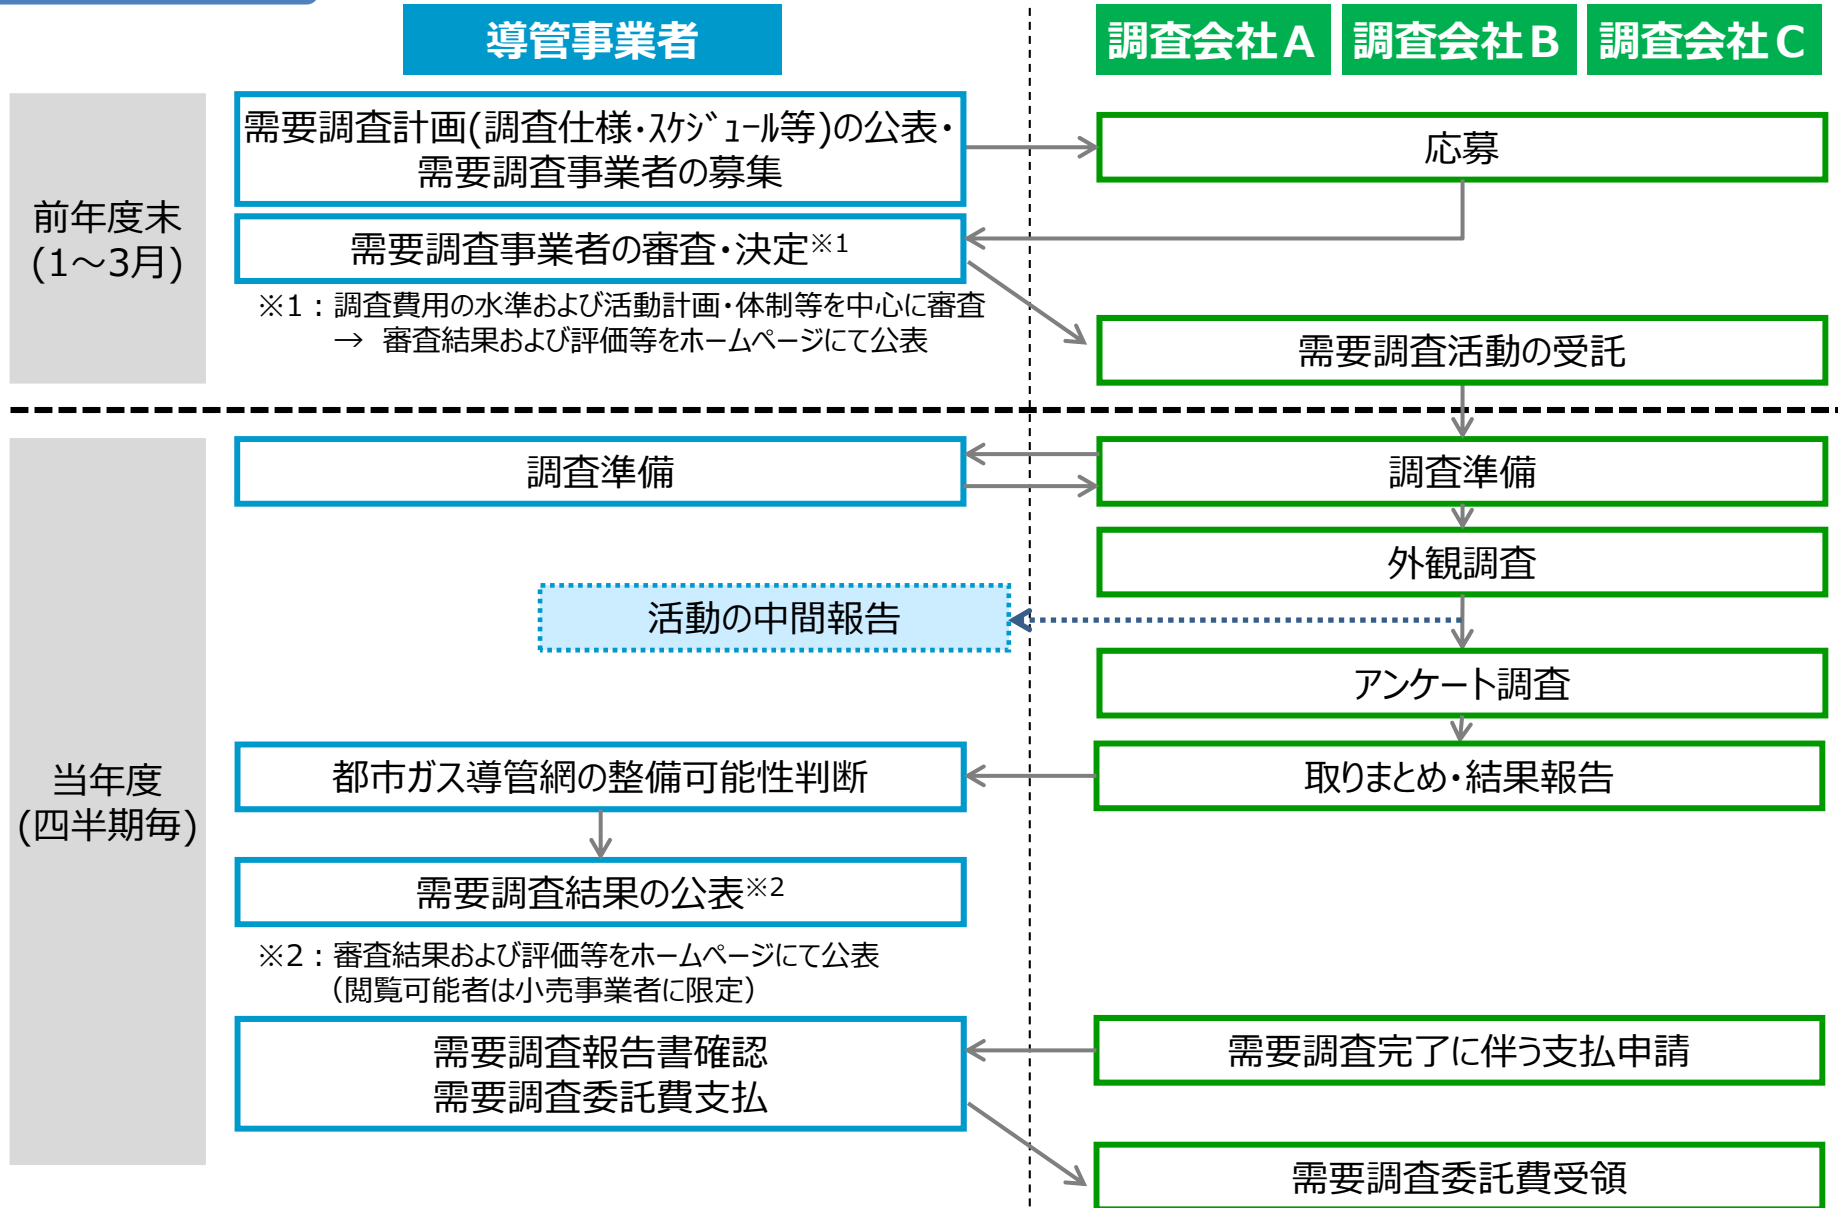 導管事業者
調査会社A
調査会社B
調査会社C
前年度末
(1～3月)
需要調査計画(調査仕様・ｽｹｼﾞｭｰﾙ等)の公表・
需要調査事業者の募集
応募
需要調査事業者の審査・決定※1
※1：調査費用の水準および活動計画・体制等を中心に審査
→ 審査結果および評価等をホームページにて公表
需要調査活動の受託
当年度
(四半期毎)
調査準備
調査準備
外観調査
活動の中間報告
アンケート調査
都市ガス導管網の整備可能性判断
取りまとめ・結果報告
需要調査結果の公表※2
※2：審査結果および評価等をホームページにて公表
（閲覧可能者は小売事業者に限定）
需要調査報告書確認
需要調査委託費支払
需要調査完了に伴う支払申請
需要調査委託費受領